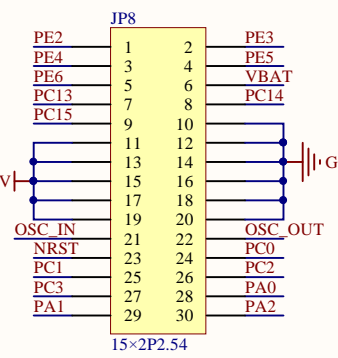 JP8
PE2 1 2 PE3
PE4 3 4 PE5
PE6 5 6 VBAT
PC13 7 8 PC14
PC15 9 10
11 12
13 14 G
V 15 16
17 18
19 20
OSC_IN 21 22 OSC_OUT
NRST 23 24 PC0
PC1 25 26 PC2
PC3 27 28 PA0
PA1 29 30 PA2
15×2P2.54